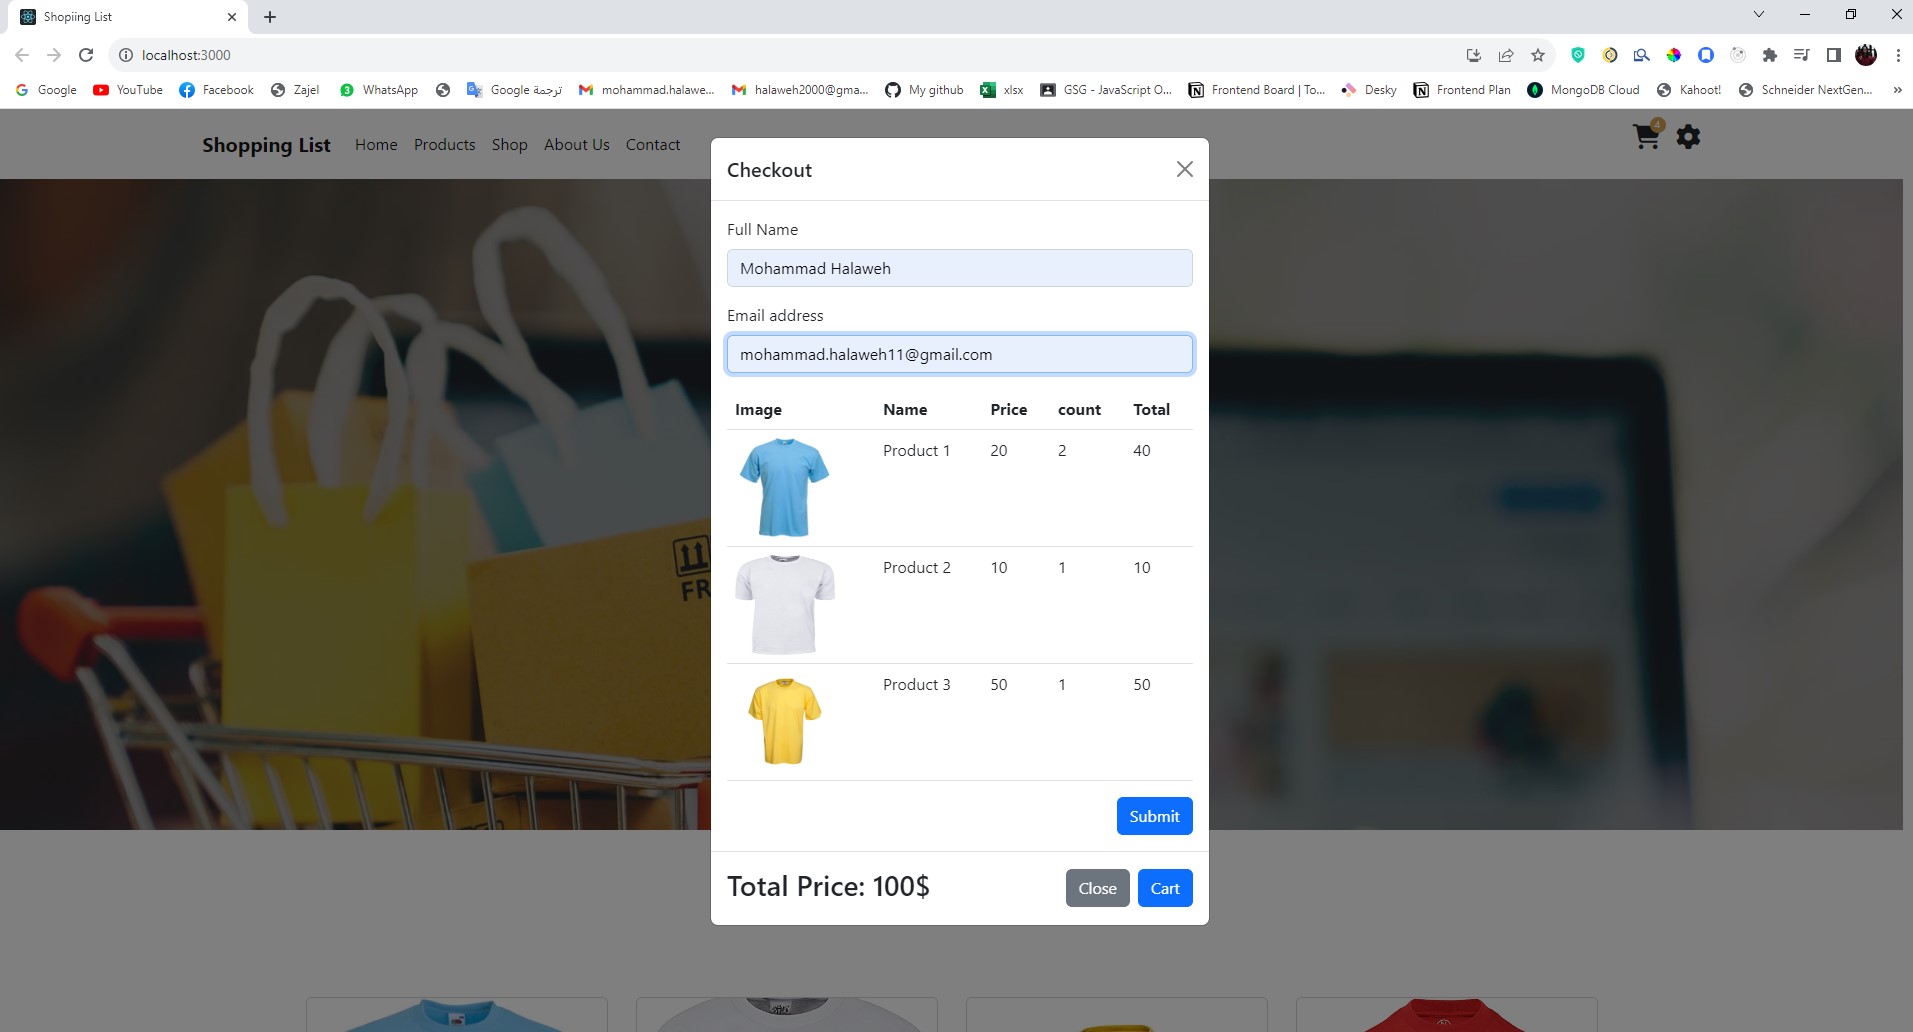 Shopiing List
localhost:3000
Google YouTube Facebook Zajel WhatsApp Google ترجمة mohammad.halawe... halaweh2000@gma... My github xlsx GSG - JavaScript O... Frontend Board | To... Desky Frontend Plan MongoDB Cloud Kahoot! Schneider NextGen... »
Shopping List Home Products Shop About Us Contact 4
Checkout
Full Name
Mohammad Halaweh
Email address
mohammad.halaweh11@gmail.com
Image Name Price count Total
Product 1 20 2 40
Product 2 10 1 10
FR
Product 3 50 1 50
Submit
Total Price: 100$ Close Cart